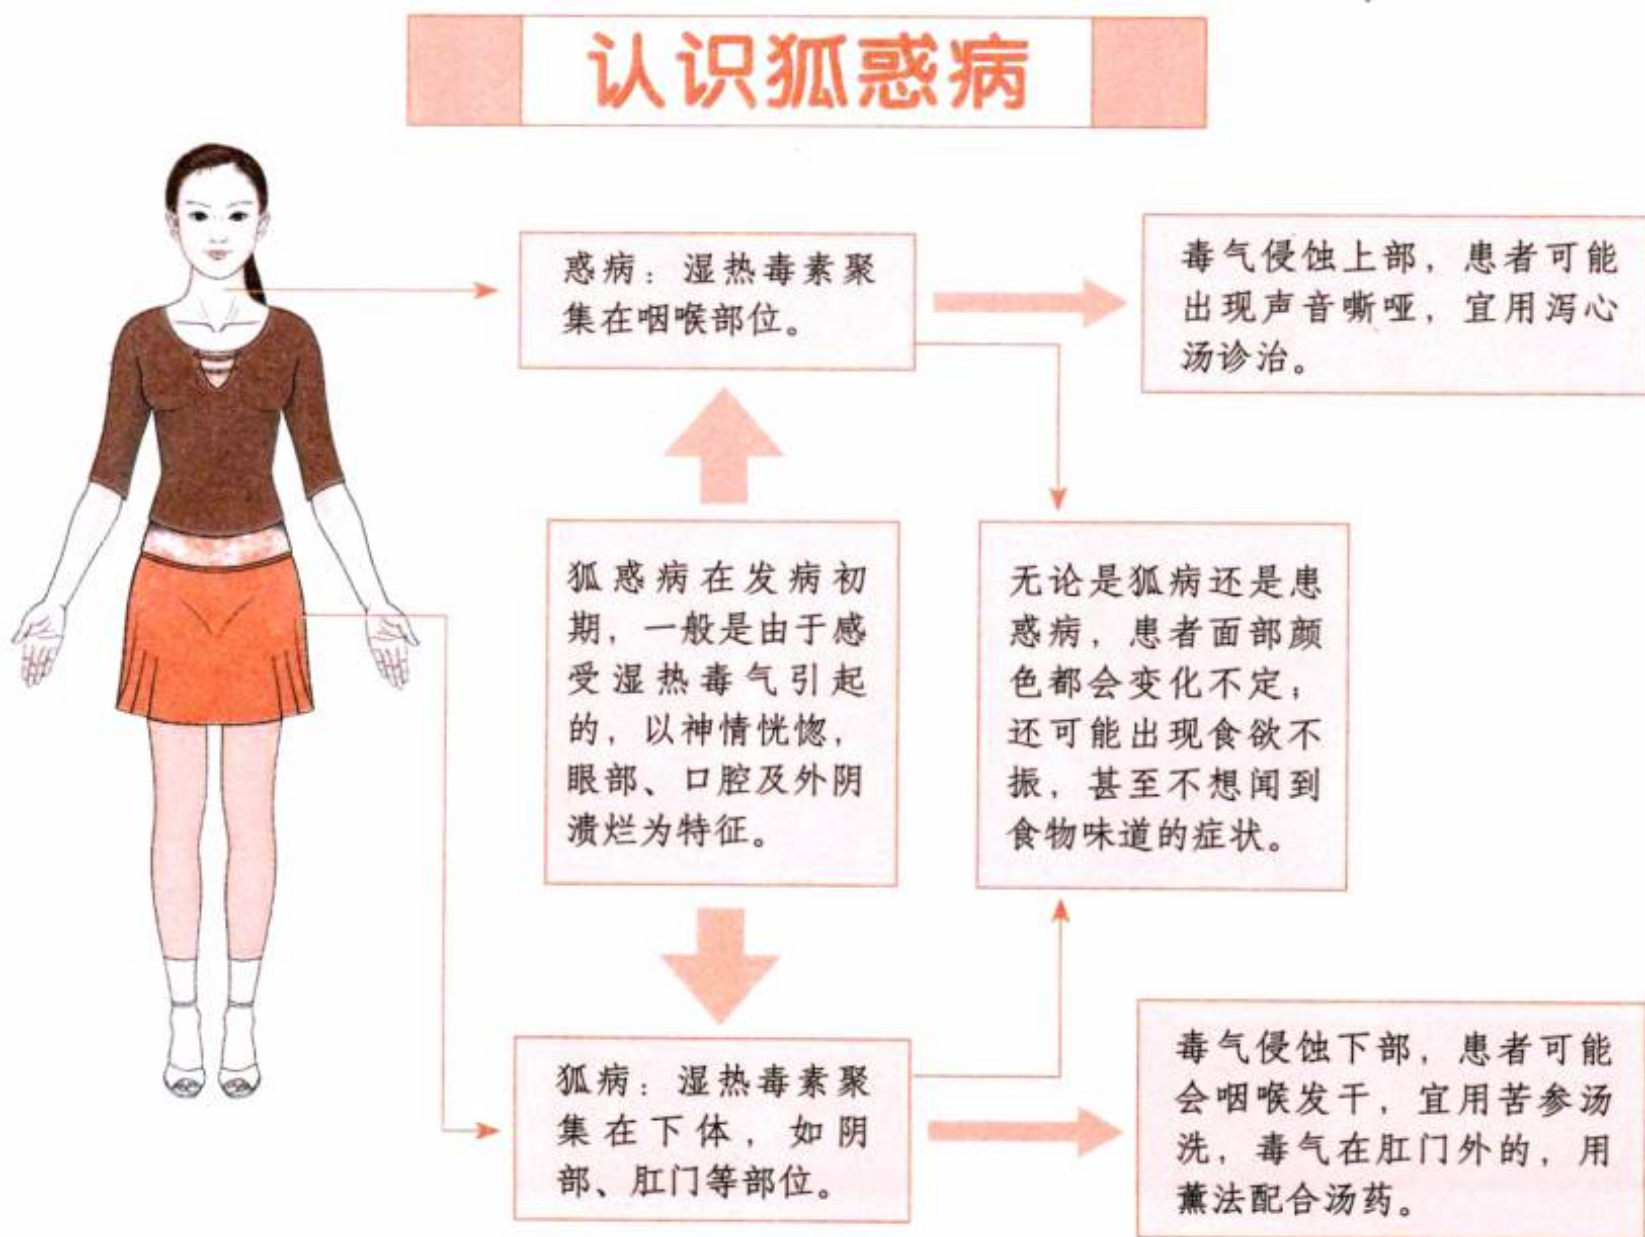 认识狐惑病
惑病：湿热毒素聚
集在咽喉部位。
毒气侵蚀上部，患者可能
出现声音嘶哑，宜用泻心
汤诊治。
狐惑病在发病初
期，一般是由于感
受湿热毒气引起
的，以神情恍惚，
眼部、口腔及外阴
溃烂为特征。
无论是狐病还是患
惑病，患者面部颜
色都会变化不定；
还可能出现食欲不
振，甚至不想闻到
食物味道的症状。
狐病：湿热毒素聚
集在下体，如阴
部、肛门等部位。
毒气侵蚀下部，患者可能
会咽喉发干，宜用苦参汤
洗，毒气在肛门外的，用
薰法配合汤药。